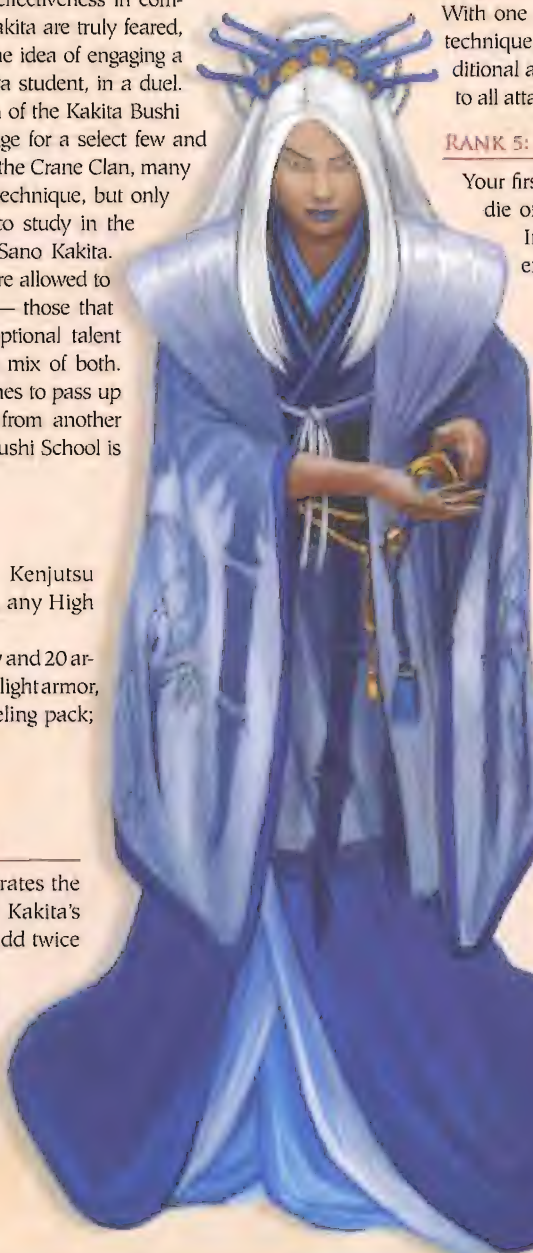 effectiveness in com-
akita are truly feared,
ne idea of engaging a
va student, in a duel.
of the Kakita Bushi
ge for a select few and
the Crane Clan, many
echnique, but only
to study in the
Sano Kakita.
re allowed to
— those that
ptional talent
mix of both.
nes to pass up
from another
ushi School is
Kenjutsu
any High
v and 20 ar-
light armor,
eling pack;
rates the
Kakita's
dd twice
With one
technique
ditional a
to all atta
RANK 5:
Your firs
die o
I
e